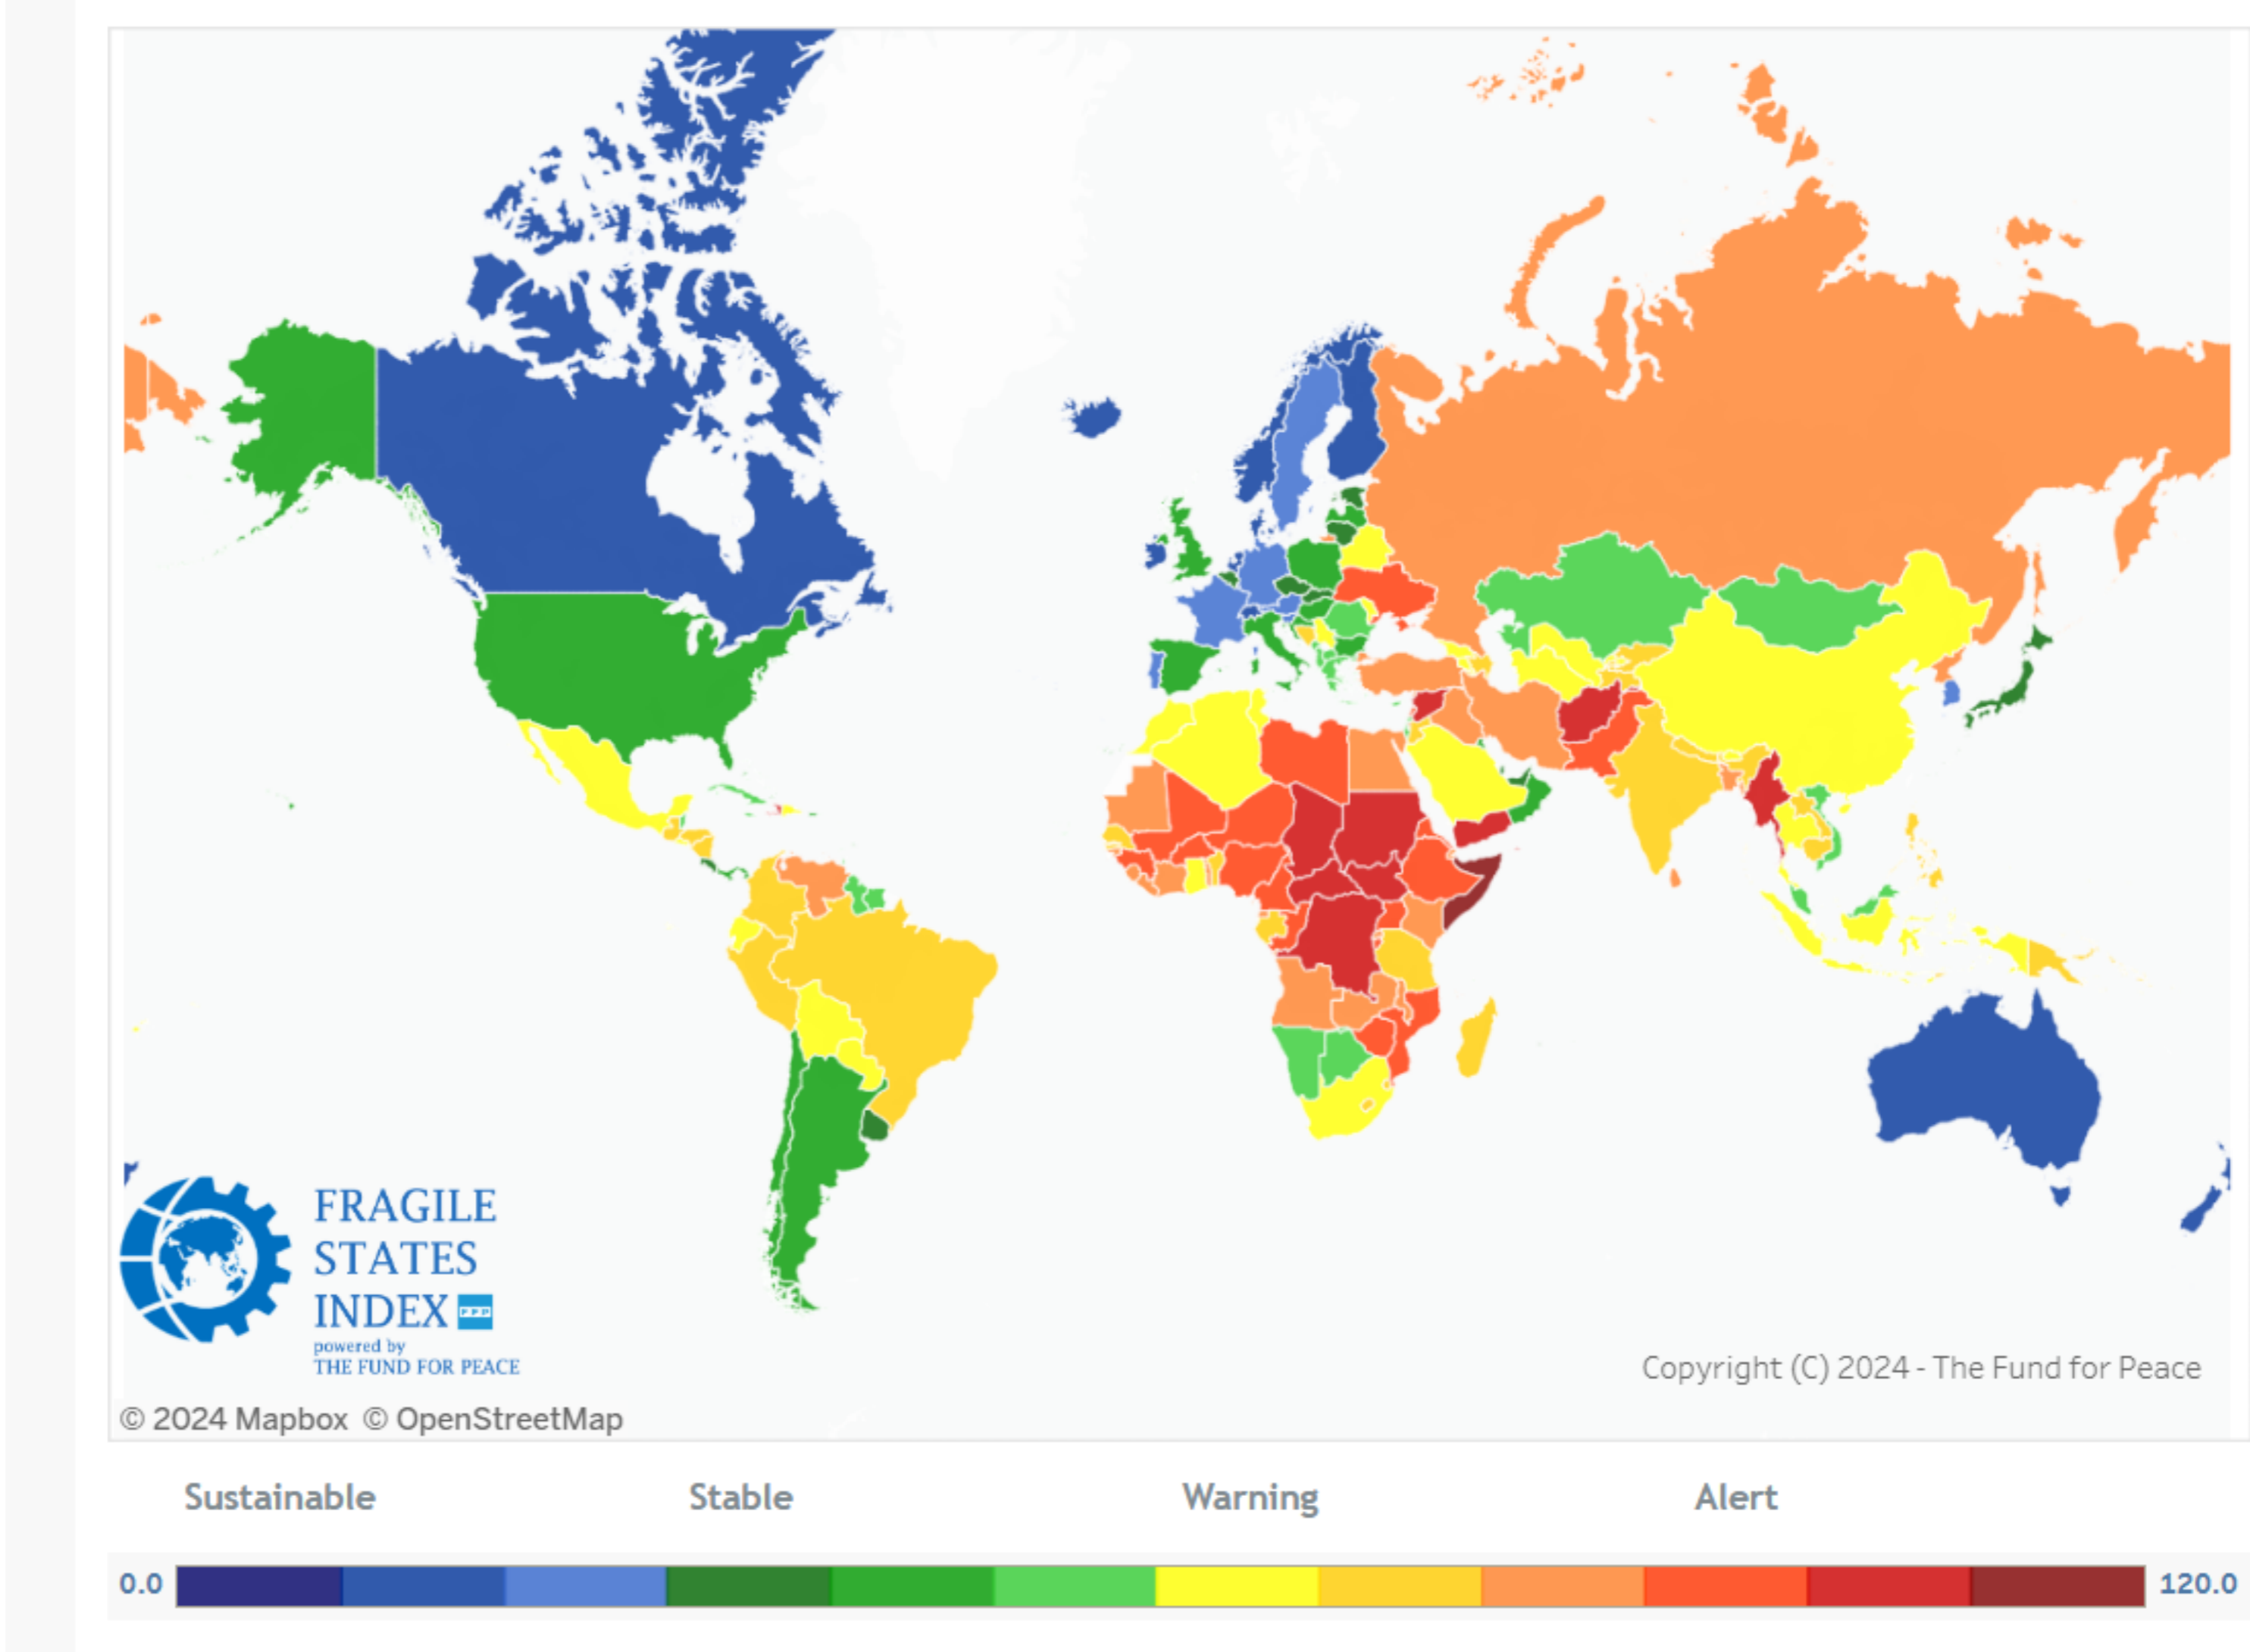 FRAGILE
STATES
INDEX FFP
powered by
THE FUND FOR PEACE
Copyright (C) 2024 - The Fund for Peace
© 2024 Mapbox © OpenStreetMap
Sustainable Stable Warning Alert
0.0 120.0